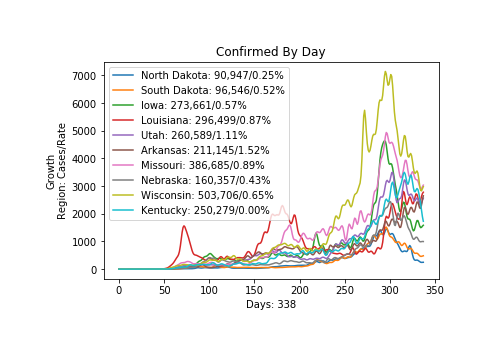 Confirmed By Day
7000
6000
5000
4000
3000
2000
1000
0
Growth
Region: Cases/Rate
North Dakota: 90,947/0.25%
South Dakota: 96,546/0.52%
Iowa: 273,661/0.57%
Louisiana: 296,499/0.87%
Utah: 260,589/1.11%
Arkansas: 211,145/1.52%
Missouri: 386,685/0.89%
Nebraska: 160,357/0.43%
Wisconsin: 503,706/0.65%
Kentucky: 250,279/0.00%
0 50 100 150 200 250 300 350
Days: 338